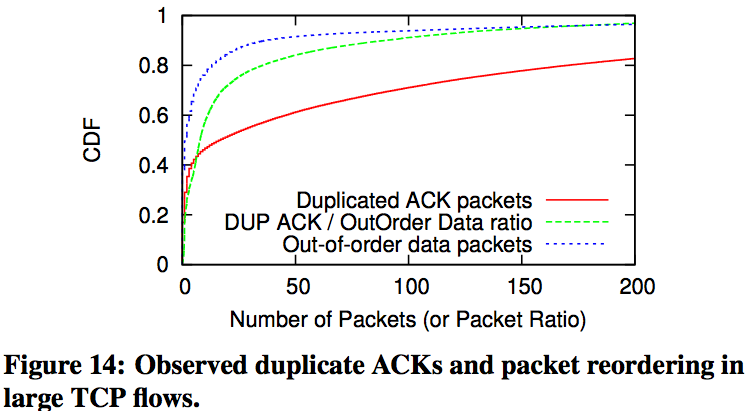 1
0.8
0.6
0.4
0.2
0
CDF
Duplicated ACK packets
DUP ACK / OutOrder Data ratio
Out-of-order data packets
0 50 100 150 200
Number of Packets (or Packet Ratio)
Figure 14: Observed duplicate ACKs and packet reordering in
large TCP flows.